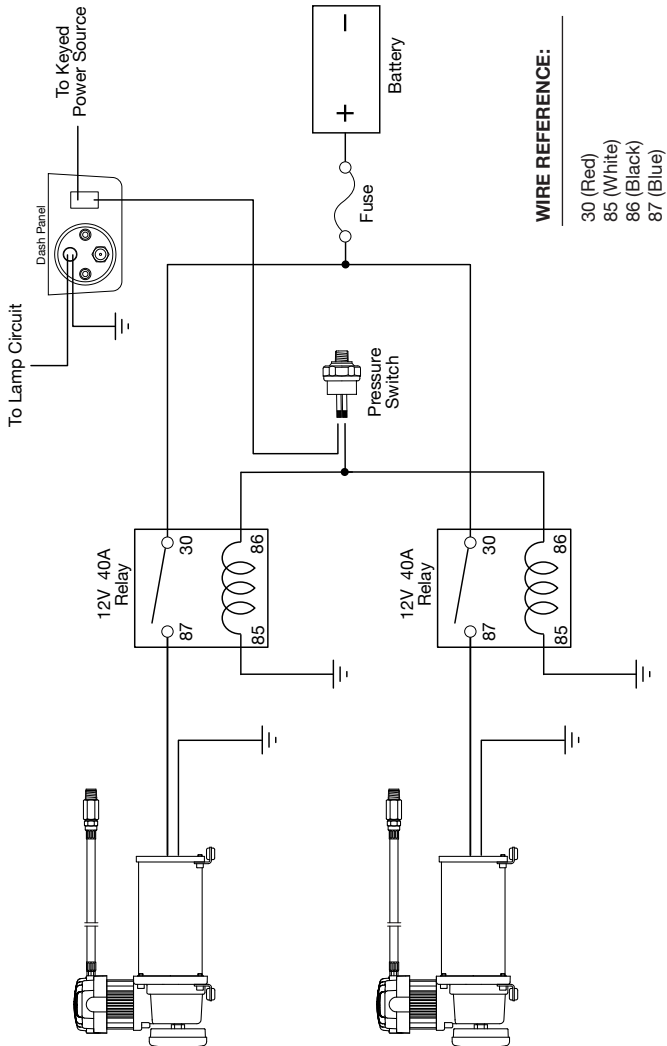 To Lamp Circuit
To Keyed
Power Source
Dash Panel
12V 40A
Relay
87
30
85
86
Pressure
Switch
Fuse
+
−
Battery
12V 40A
Relay
87
30
85
86
WIRE REFERENCE:
30 (Red)
85 (White)
86 (Black)
87 (Blue)